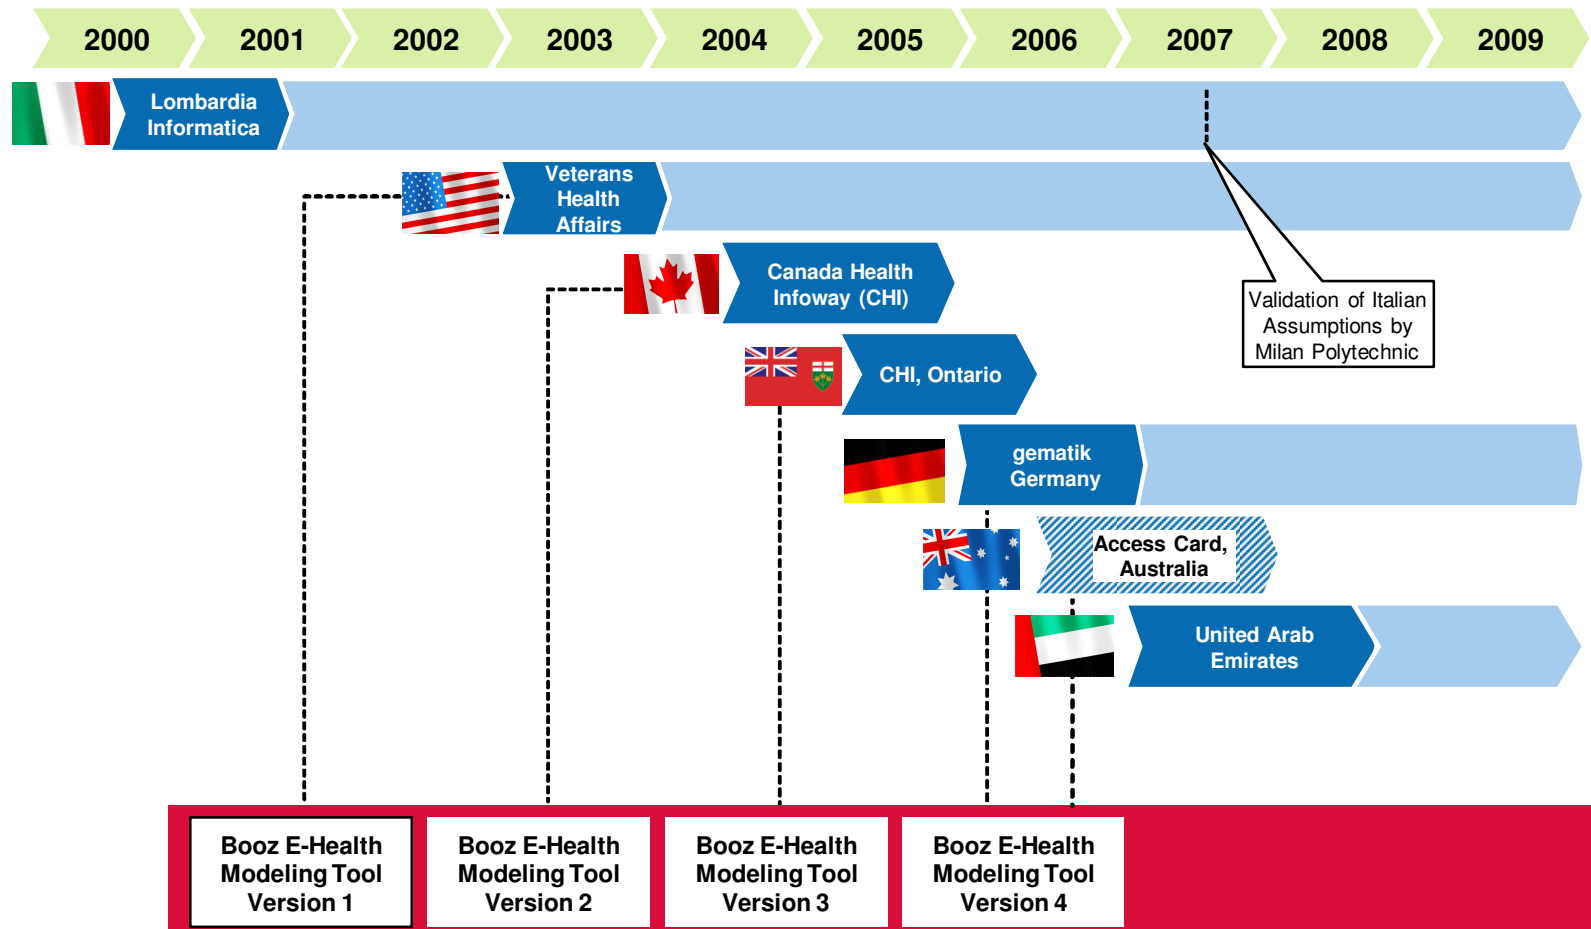 2000
2001
2002
2003
2004
2005
2006
2007
2008
2009
Lombardia
Informatica
Veterans
Health
Affairs
Canada Health
Infoway (CHI)
Validation of Italian
Assumptions by
Milan Polytechnic
CHI, Ontario
gematik
Germany
Access Card,
Australia
United Arab
Emirates
Booz E-Health
Modeling Tool
Version 1
Booz E-Health
Modeling Tool
Version 2
Booz E-Health
Modeling Tool
Version 3
Booz E-Health
Modeling Tool
Version 4